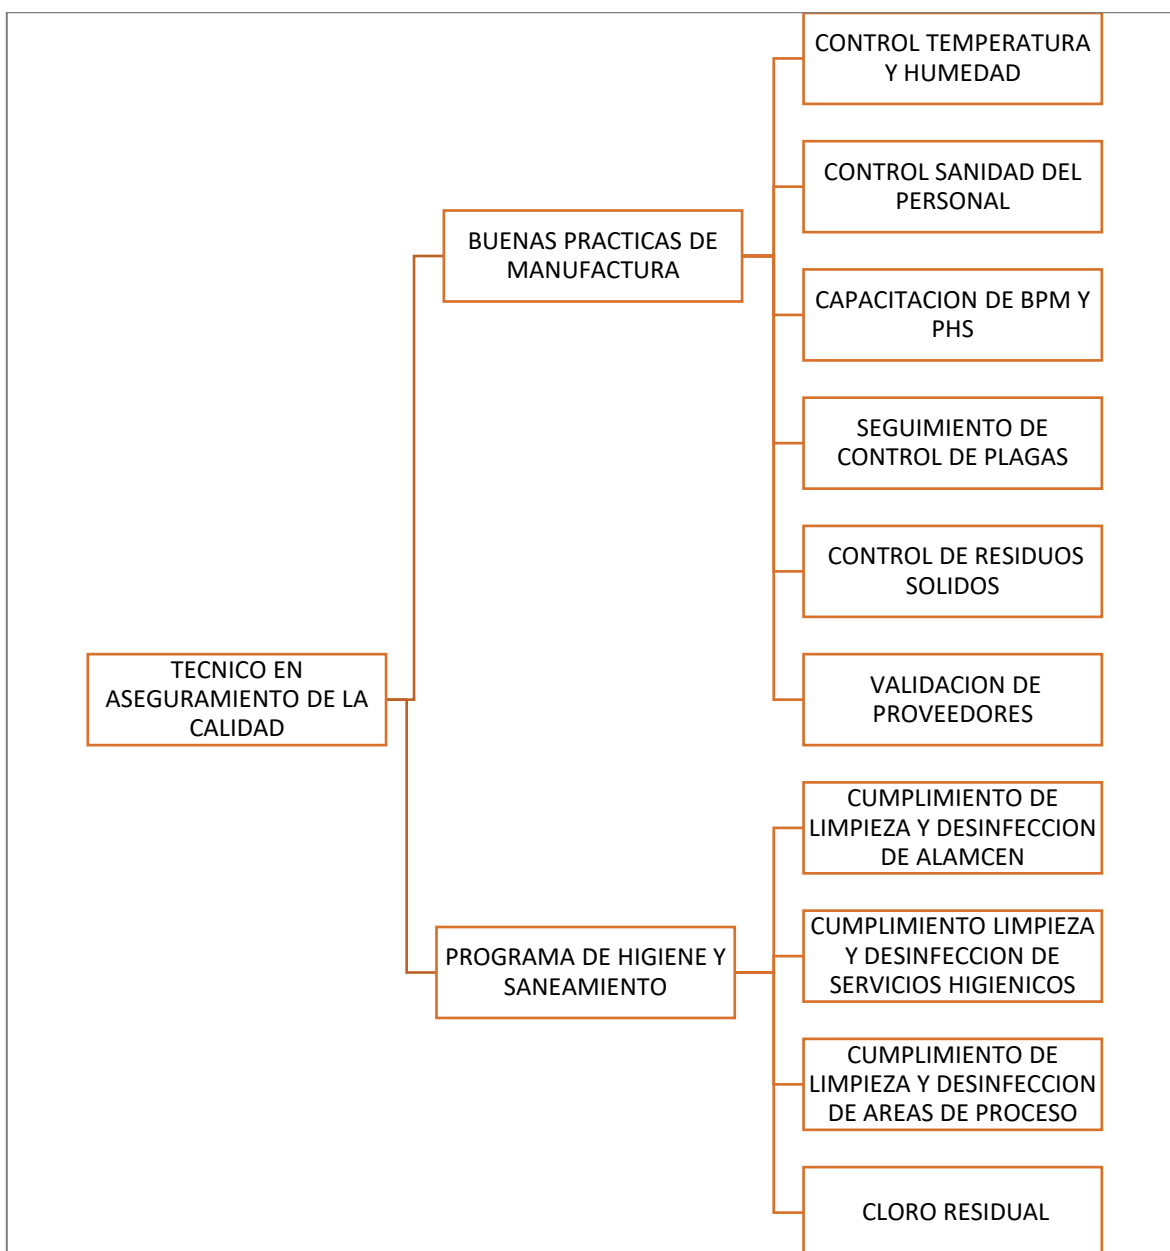 CONTROL TEMPERATURA
Y HUMEDAD
CONTROL SANIDAD DEL
PERSONAL
BUENAS PRACTICAS DE
MANUFACTURA
CAPACITACION DE BPM Y
PHS
SEGUIMIENTO DE
CONTROL DE PLAGAS
CONTROL DE RESIDUOS
SOLIDOS
TECNICO EN
ASEGURAMIENTO DE LA
CALIDAD
VALIDACION DE
PROVEEDORES
CUMPLIMIENTO DE
LIMPIEZA Y DESINFECCION
DE ALAMCEN
PROGRAMA DE HIGIENE Y
SANEAMIENTO
CUMPLIMIENTO LIMPIEZA
Y DESINFECCION DE
SERVICIOS HIGIENICOS
CUMPLIMIENTO DE
LIMPIEZA Y DESINFECCION
DE AREAS DE PROCESO
CLORO RESIDUAL